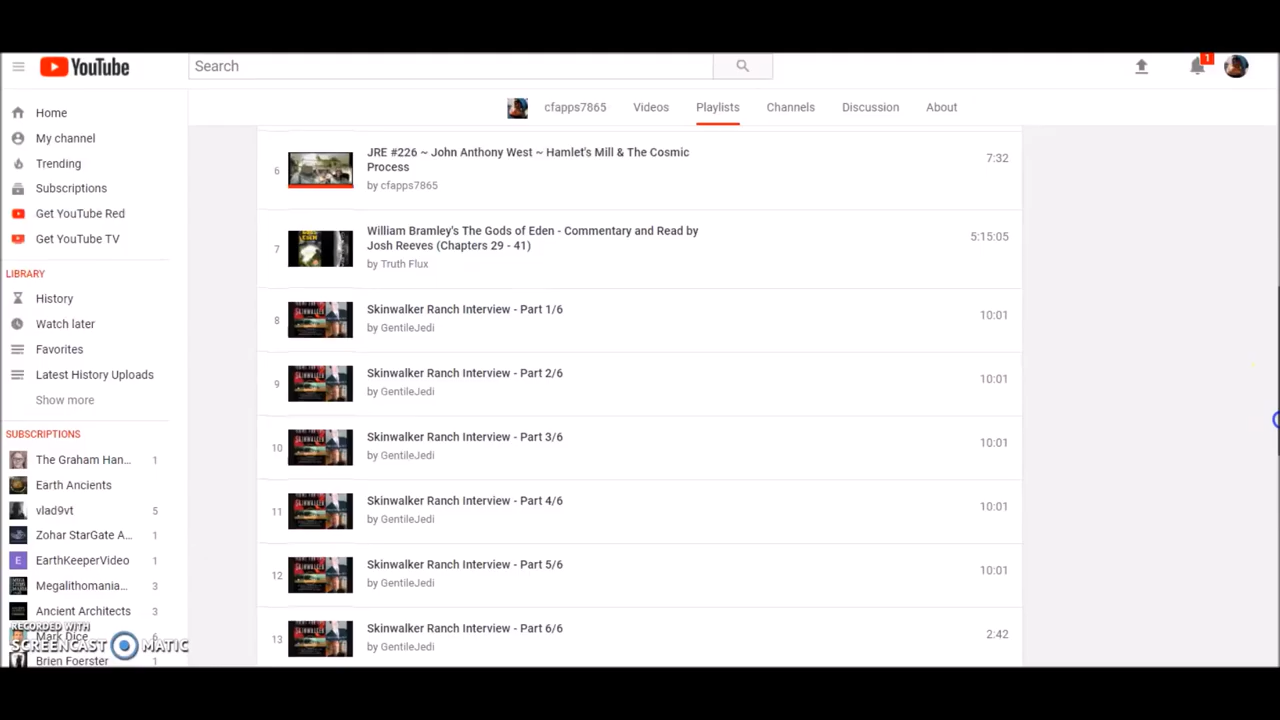 YouTube
Search
1
cfapps7865 Videos Playlists Channels Discussion About
Home
My channel
Trending
Subscriptions
Get YouTube Red
Get YouTube TV
LIBRARY
History
Watch later
Favorites
Latest History Uploads
Show more
SUBSCRIPTIONS
The Graham Han... 1
Earth Ancients
vlad9vt 5
Zohar StarGate A... 1
E EarthKeeperVideo 1
Megalithomania... 3
Ancient Architects 3
Mark Dice 6
Brien Foerster 1
RECORDED WITH
SCREENCAST MATIC
6 JRE #226 ~ John Anthony West ~ Hamlet's Mill & The Cosmic 7:32
Process
by cfapps7865
7 William Bramley's The Gods of Eden - Commentary and Read by 5:15:05
Josh Reeves (Chapters 29 - 41)
by Truth Flux
8 Skinwalker Ranch Interview - Part 1/6 10:01
by GentileJedi
9 Skinwalker Ranch Interview - Part 2/6 10:01
by GentileJedi
10 Skinwalker Ranch Interview - Part 3/6 10:01
by GentileJedi
11 Skinwalker Ranch Interview - Part 4/6 10:01
by GentileJedi
12 Skinwalker Ranch Interview - Part 5/6 10:01
by GentileJedi
13 Skinwalker Ranch Interview - Part 6/6 2:42
by GentileJedi